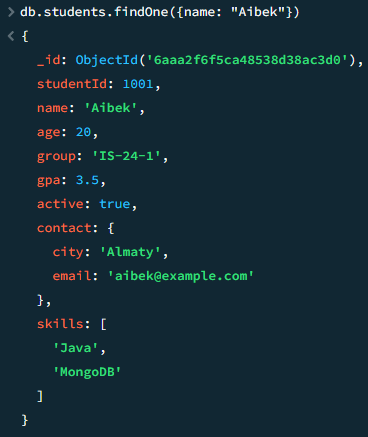 > db.students.findOne({name: "Aibek"})
< {
_id: ObjectId('6aaa2f6f5ca48538d38ac3d0'),
studentId: 1001,
name: 'Aibek',
age: 20,
group: 'IS-24-1',
gpa: 3.5,
active: true,
contact: {
city: 'Almaty',
email: 'aibek@example.com'
},
skills: [
'Java',
'MongoDB'
]
}